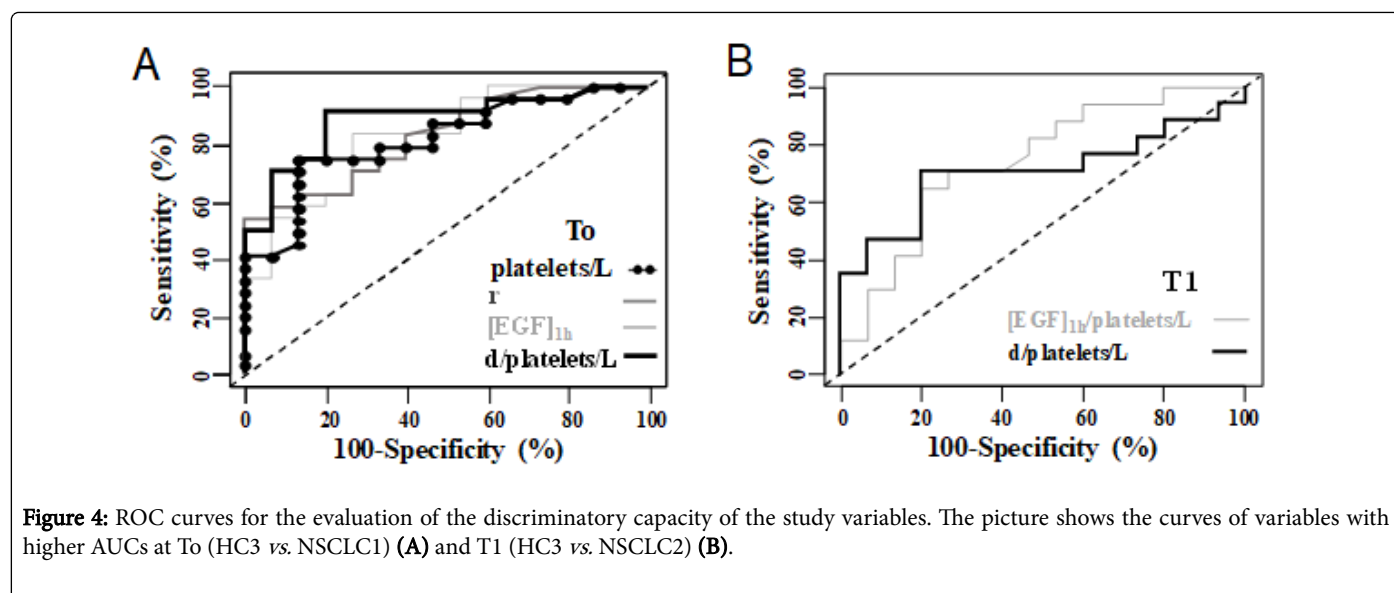 A
Sensitivity (%)
100
80
60
40
20
0
To
platelets/L
r
[EGF]1h
d/platelets/L
0 20 40 60 80 100
100-Specificity (%)
B
Sensitivity (%)
100
80
60
40
20
0
T1
[EGF]1h/platelets/L
d/platelets/L
0 20 40 60 80 100
100-Specificity (%)
Figure 4: ROC curves for the evaluation of the discriminatory capacity of the study variables. The picture shows the curves of variables with
higher AUCs at To (HC3 vs. NSCLC1) (A) and T1 (HC3 vs. NSCLC2) (B).